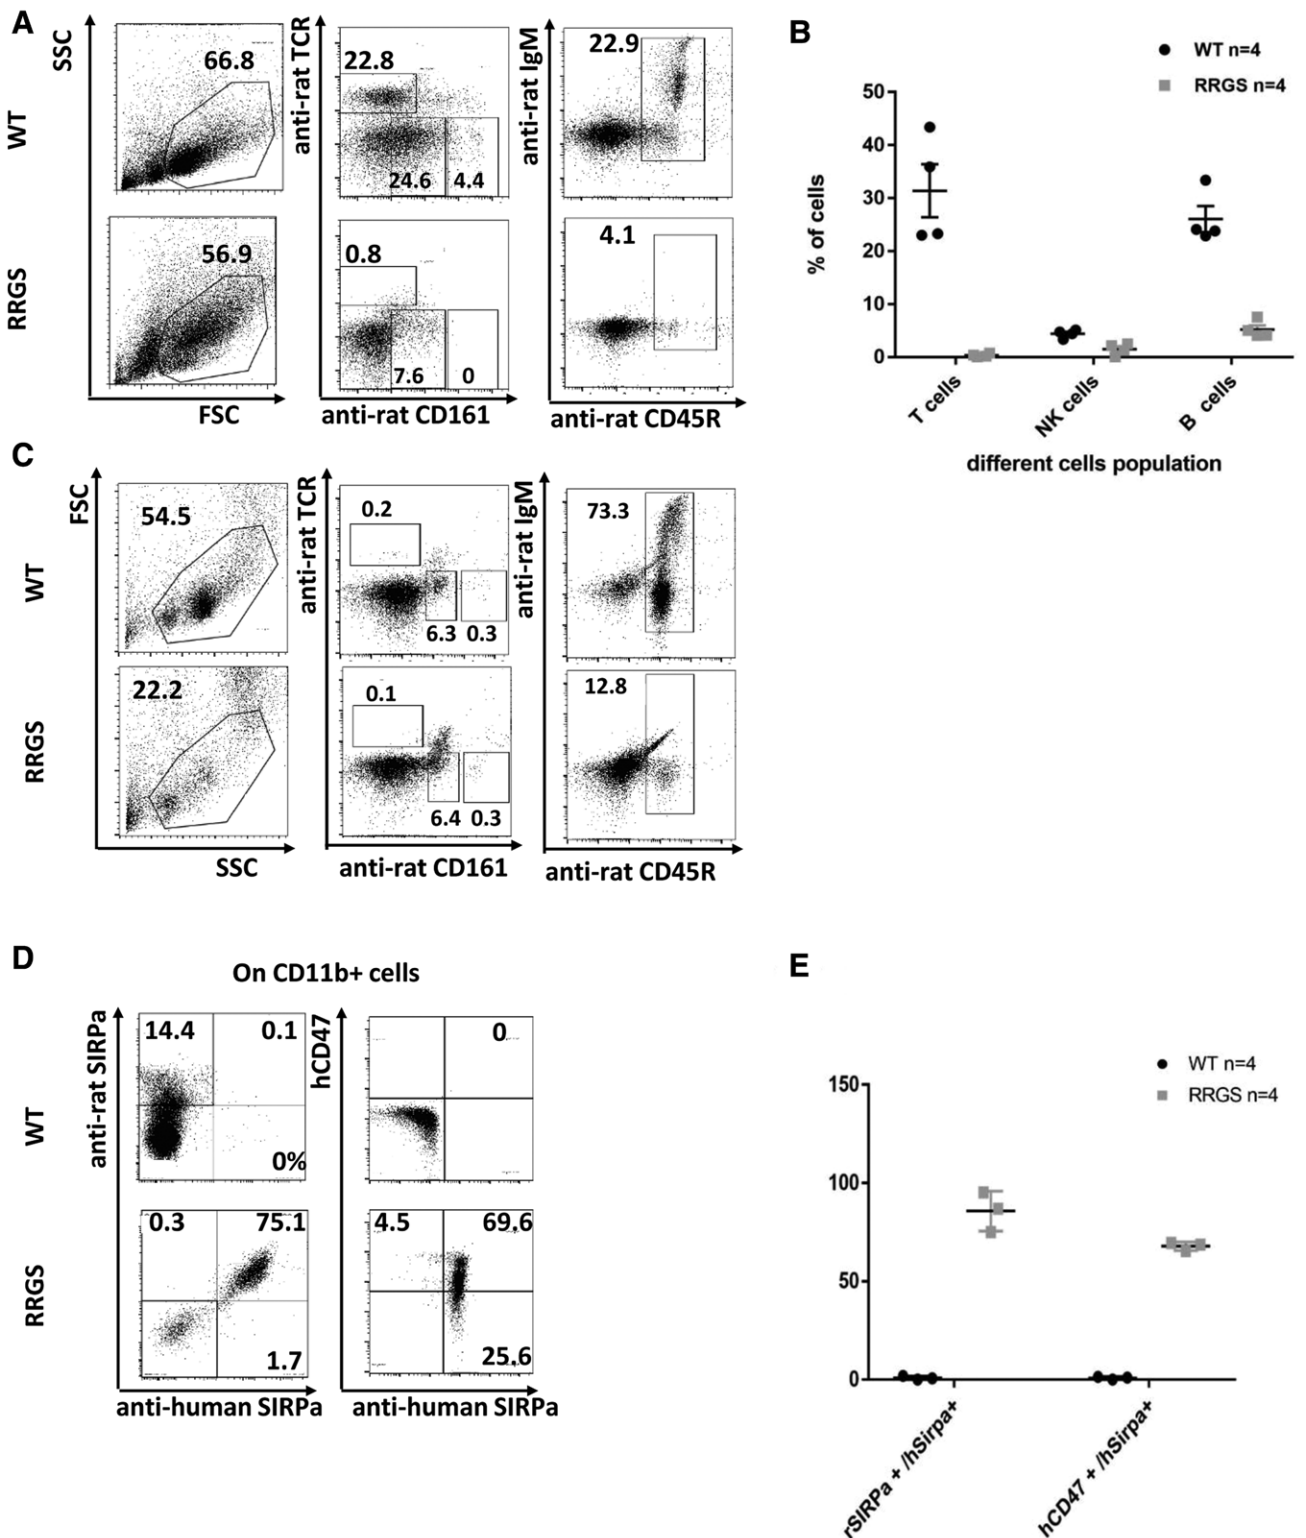 A
SSC
WT
66.8
anti-rat TCR
22.8
24.6
4.4
anti-rat IgM
22.9
RRGS
56.9
0.8
7.6
0
4.1
FSC
anti-rat CD161
anti-rat CD45R
B
WT n=4
RRGS n=4
% of cells
50
40
30
20
10
0
T cells
NK cells
B cells
different cells population
C
FSC
WT
54.5
anti-rat TCR
0.2
6.3
0.3
anti-rat IgM
73.3
RRGS
22.2
0.1
6.4
0.3
12.8
SSC
anti-rat CD161
anti-rat CD45R
D
On CD11b+ cells
anti-rat SIRPa
WT
14.4
0.1
0%
hCD47
0
RRGS
0.3
75.1
1.7
4.5
69.6
25.6
anti-human SIRPa
anti-human SIRPa
E
WT n=4
RRGS n=4
150
100
50
0
rSIRPa + /hSirpa+
hCD47 + /hSirpa+